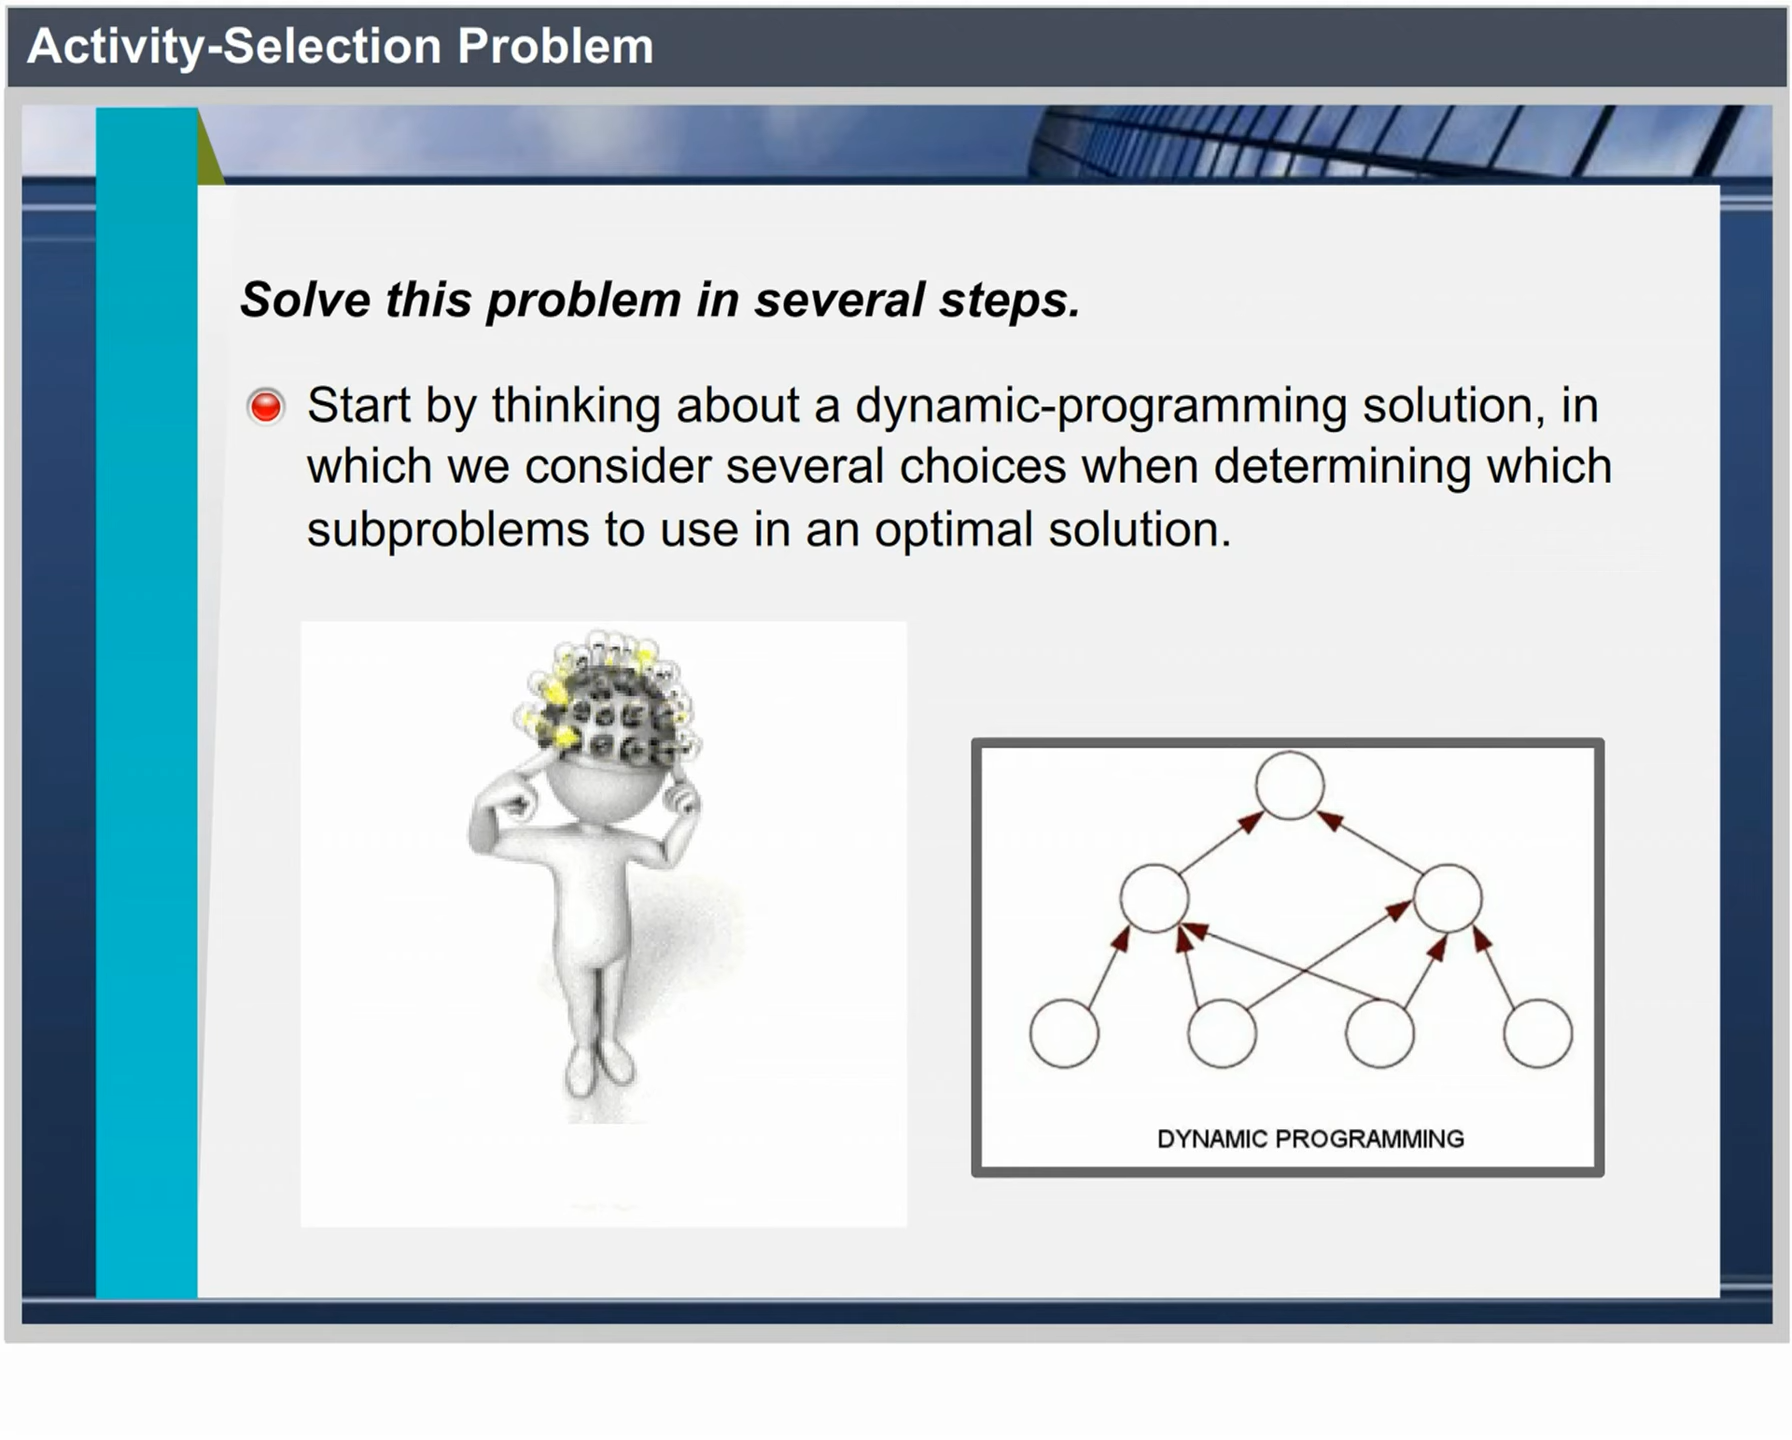 Activity-Selection Problem
Solve this problem in several steps.
Start by thinking about a dynamic-programming solution, in
which we consider several choices when determining which
subproblems to use in an optimal solution.
DYNAMIC PROGRAMMING